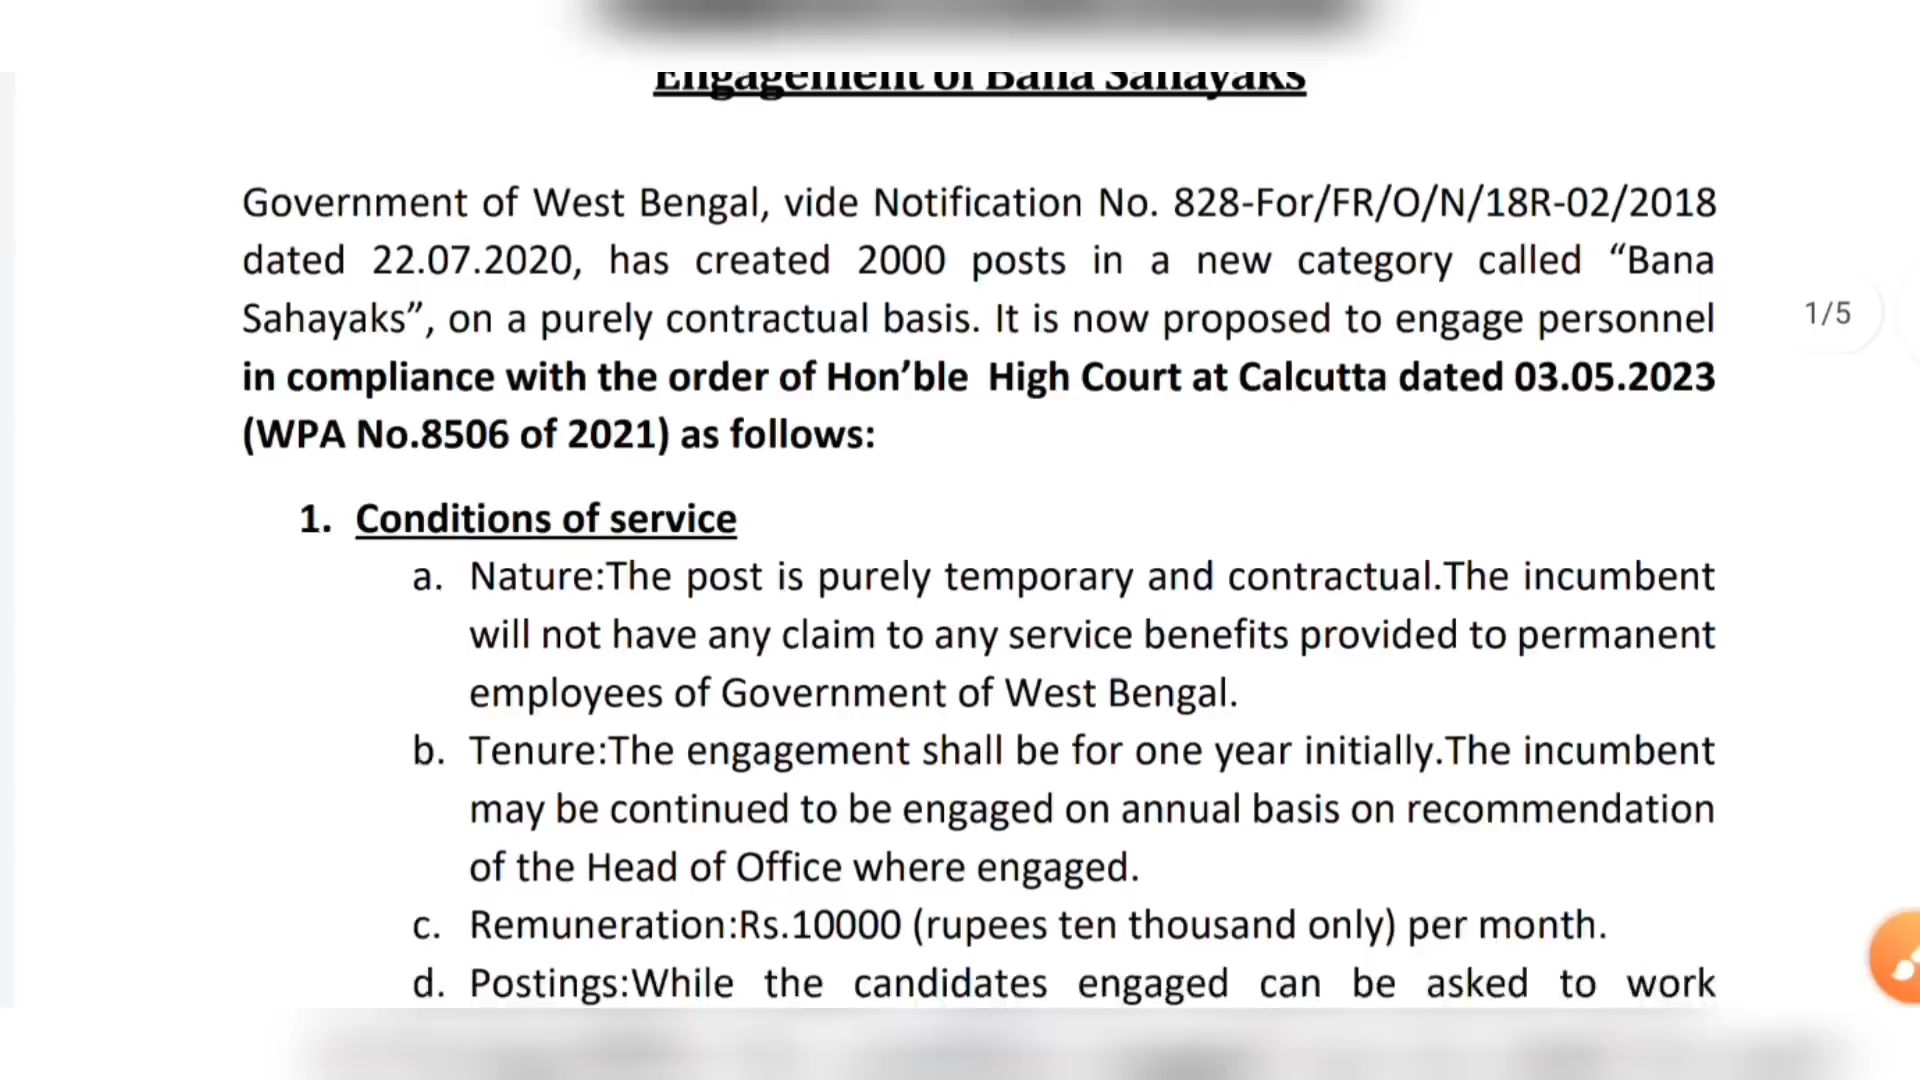 Engagement of Bana Sahayaks
Government of West Bengal, vide Notification No. 828-For/FR/O/N/18R-02/2018
dated 22.07.2020, has created 2000 posts in a new category called “Bana
Sahayaks”, on a purely contractual basis. It is now proposed to engage personnel
1/5
in compliance with the order of Hon’ble High Court at Calcutta dated 03.05.2023
(WPA No.8506 of 2021) as follows:
1. Conditions of service
a. Nature:The post is purely temporary and contractual.The incumbent
will not have any claim to any service benefits provided to permanent
employees of Government of West Bengal.
b. Tenure:The engagement shall be for one year initially.The incumbent
may be continued to be engaged on annual basis on recommendation
of the Head of Office where engaged.
c. Remuneration:Rs.10000 (rupees ten thousand only) per month.
d. Postings:While the candidates engaged can be asked to work